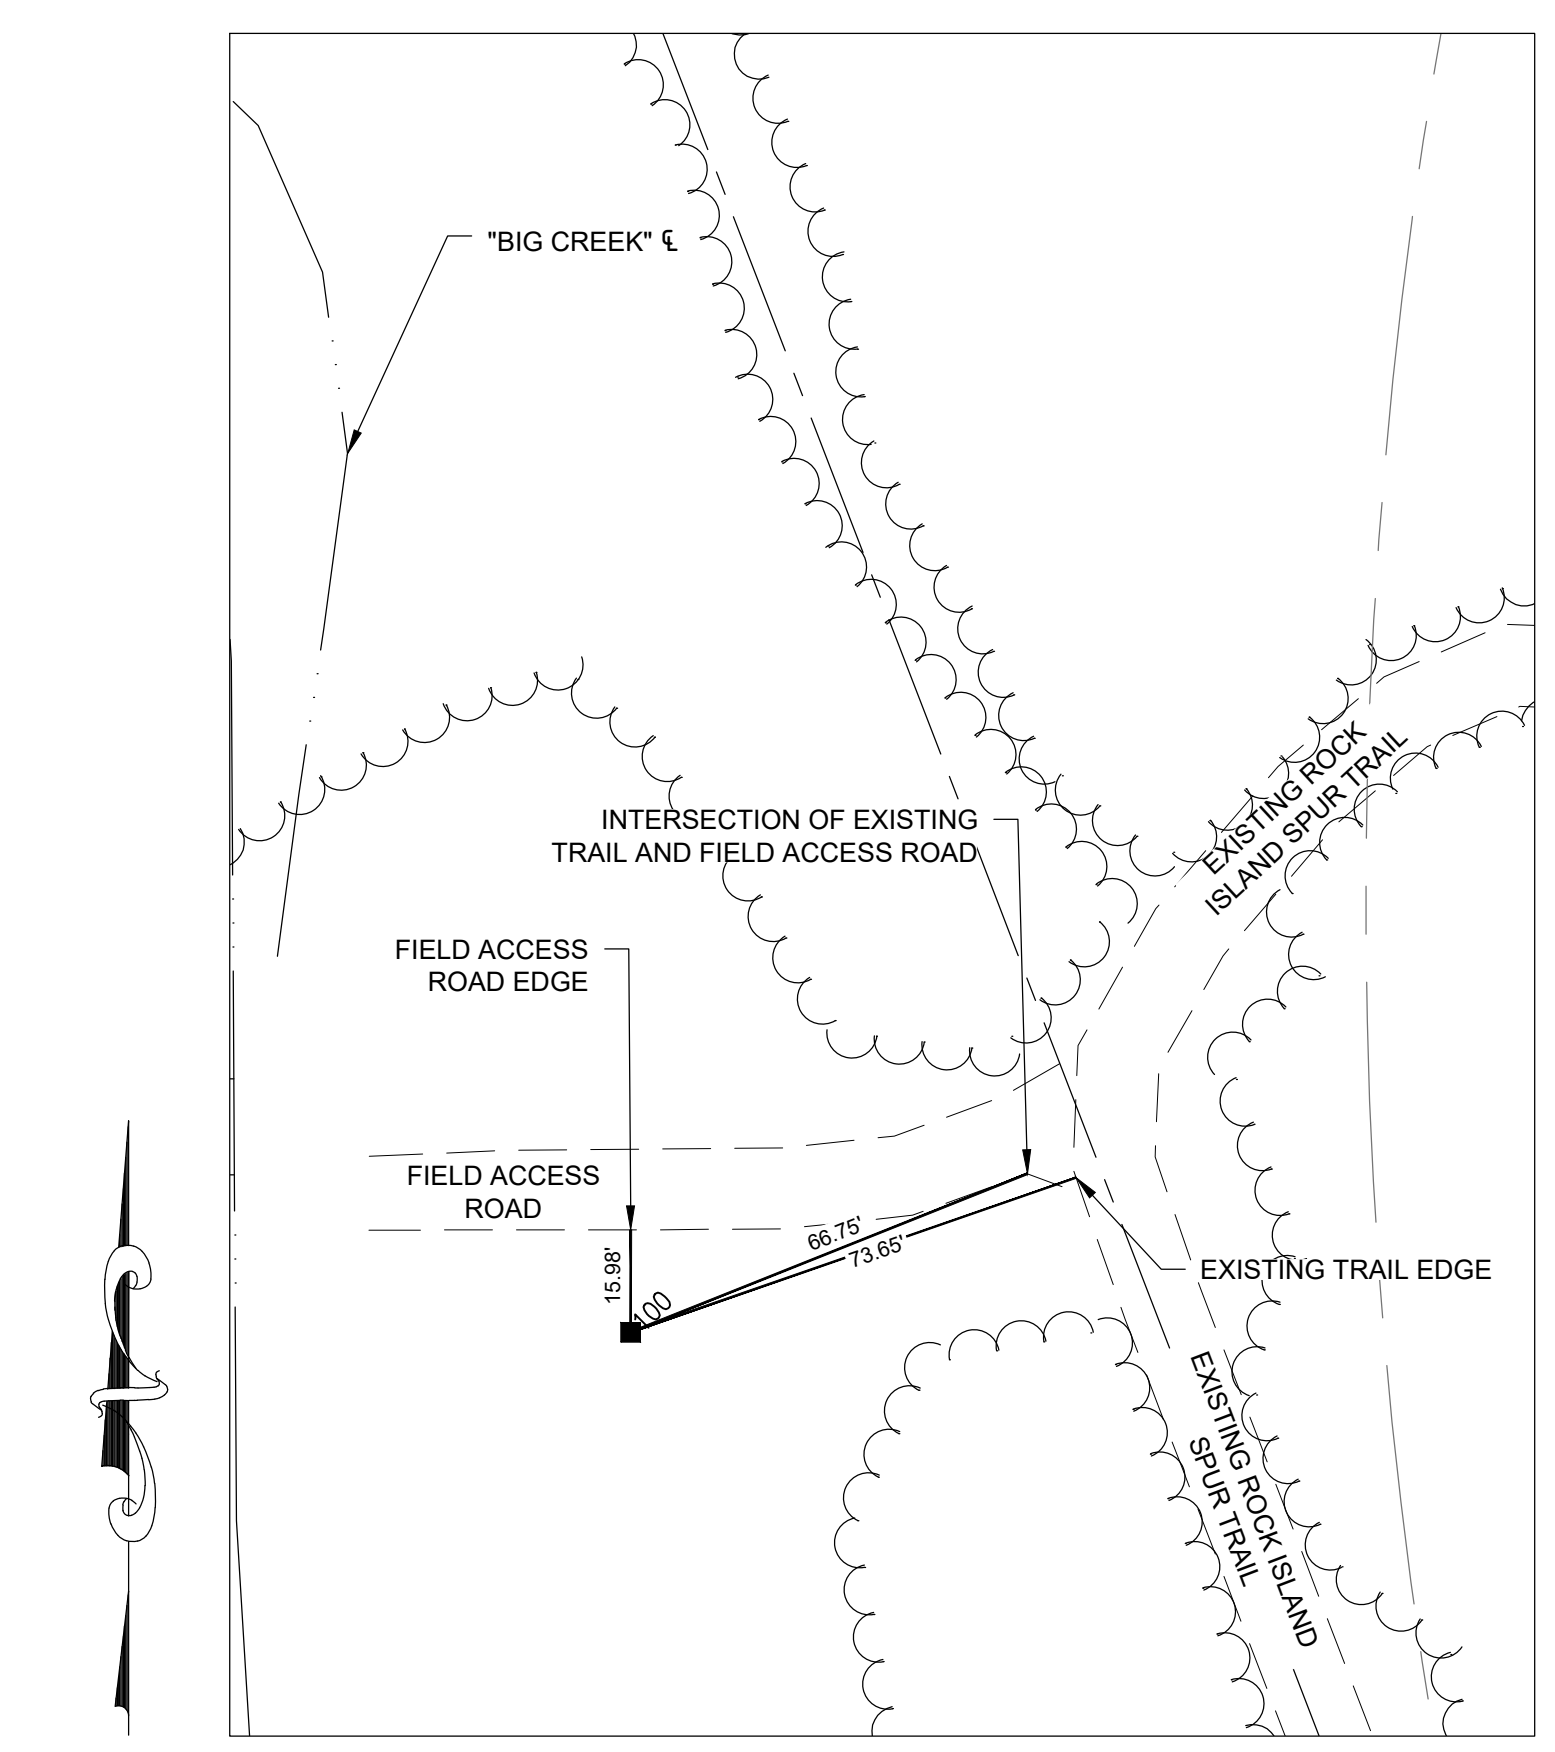 "BIG CREEK" ℄
EXISTING ROCK
ISLAND SPUR TRAIL
INTERSECTION OF EXISTING
TRAIL AND FIELD ACCESS ROAD
FIELD ACCESS
ROAD EDGE
FIELD ACCESS
ROAD
66.75'
73.65'
15.98'
100
EXISTING TRAIL EDGE
EXISTING ROCK ISLAND
SPUR TRAIL